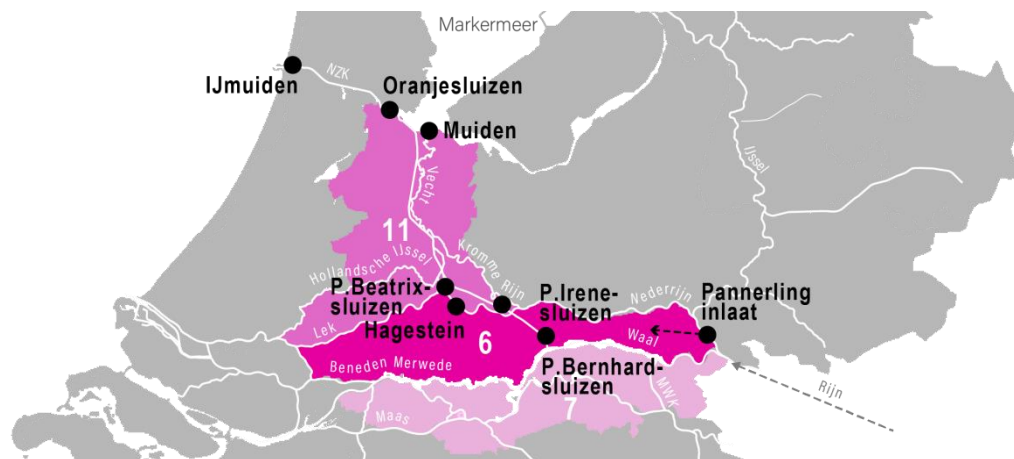 Markermeer
NZK
IJmuiden
Oranjesluizen
Muiden
Vecht
IJssel
11
Hollandsche IJssel
Kromme Rijn
P.Beatrix-
sluizen
P.Irene-
sluizen
Nederrijn
Pannerling
inlaat
Lek
Hagestein
6
Waal
Beneden Merwede
P.Bernhard-
sluizen
7
MWK
Rijn
Maas